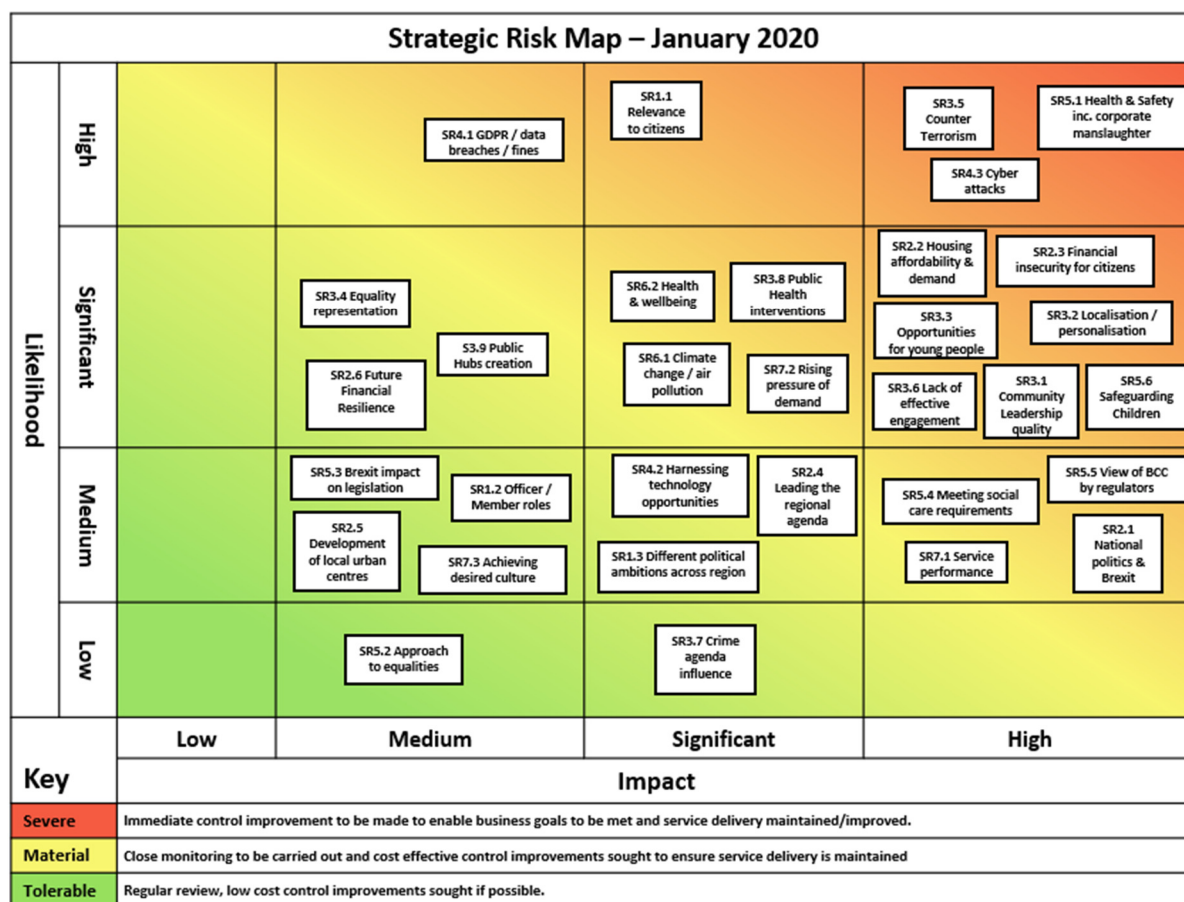 Strategic Risk Map – January 2020
Likelihood
High
SR4.1 GDPR / data
breaches / fines
SR1.1
Relevance
to citizens
SR3.5
Counter
Terrorism
SR5.1 Health & Safety
inc. corporate
manslaughter
SR4.3 Cyber
attacks
Significant
SR3.4 Equality
representation
S3.9 Public
Hubs creation
SR2.6 Future
Financial
Resilience
SR6.2 Health
& wellbeing
SR3.8 Public
Health
interventions
SR6.1 Climate
change / air
pollution
SR7.2 Rising
pressure of
demand
SR2.2 Housing
affordability &
demand
SR2.3 Financial
insecurity for citizens
SR3.3
Opportunities
for young people
SR3.2 Localisation /
personalisation
SR3.6 Lack of
effective
engagement
SR3.1
Community
Leadership
quality
SR5.6
Safeguarding
Children
Medium
SR5.3 Brexit impact
on legislation
SR1.2 Officer /
Member roles
SR2.5
Development
of local urban
centres
SR7.3 Achieving
desired culture
SR4.2 Harnessing
technology
opportunities
SR2.4
Leading the
regional
agenda
SR1.3 Different political
ambitions across region
SR5.4 Meeting social
care requirements
SR5.5 View of BCC
by regulators
SR7.1 Service
performance
SR2.1
National
politics &
Brexit
Low
SR5.2 Approach
to equalities
SR3.7 Crime
agenda
influence
Low
Medium
Significant
High
Key
Impact
Severe
Immediate control improvement to be made to enable business goals to be met and service delivery maintained/improved.
Material
Close monitoring to be carried out and cost effective control improvements sought to ensure service delivery is maintained
Tolerable
Regular review, low cost control improvements sought if possible.